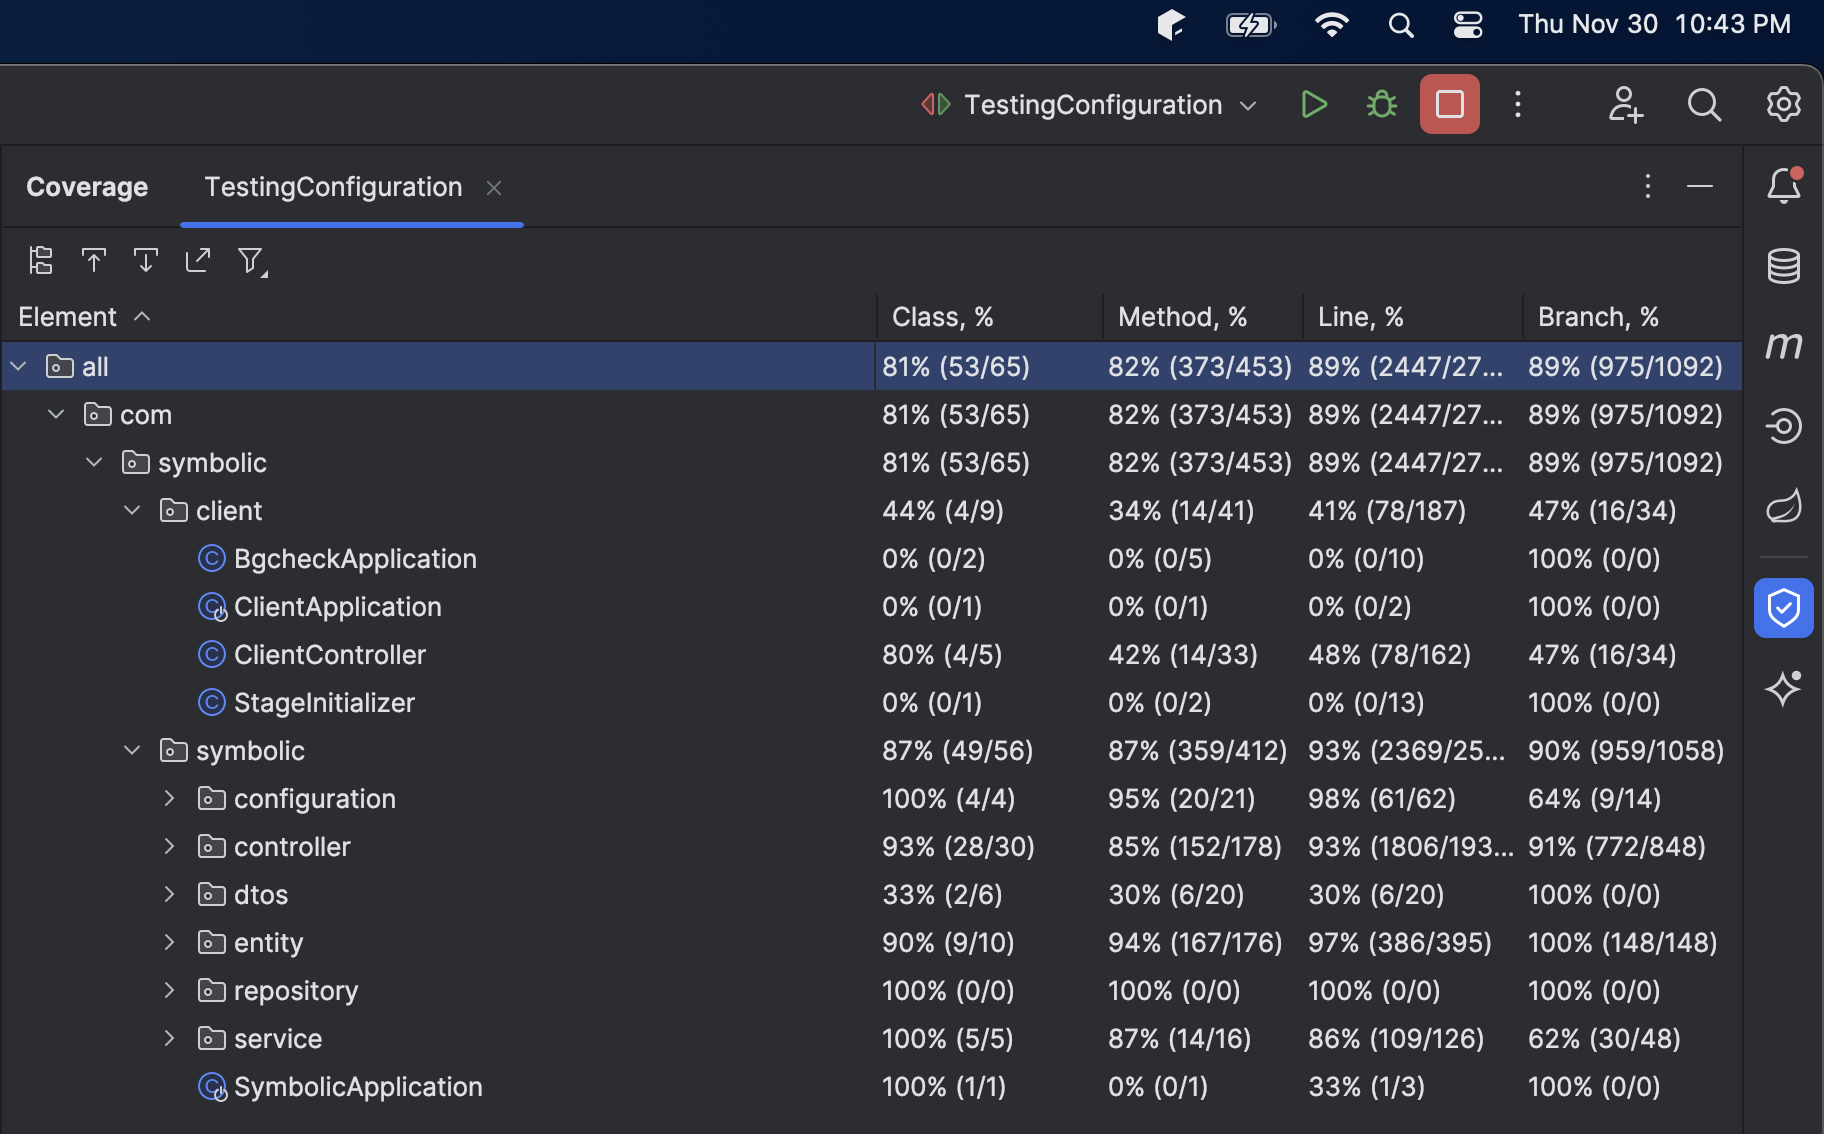 Thu Nov 30 10:43 PM
TestingConfiguration
Coverage TestingConfiguration
Element Class, % Method, % Line, % Branch, %
all 81% (53/65) 82% (373/453) 89% (2447/27... 89% (975/1092)
com 81% (53/65) 82% (373/453) 89% (2447/27... 89% (975/1092)
symbolic 81% (53/65) 82% (373/453) 89% (2447/27... 89% (975/1092)
client 44% (4/9) 34% (14/41) 41% (78/187) 47% (16/34)
BgcheckApplication 0% (0/2) 0% (0/5) 0% (0/10) 100% (0/0)
ClientApplication 0% (0/1) 0% (0/1) 0% (0/2) 100% (0/0)
ClientController 80% (4/5) 42% (14/33) 48% (78/162) 47% (16/34)
StageInitializer 0% (0/1) 0% (0/2) 0% (0/13) 100% (0/0)
symbolic 87% (49/56) 87% (359/412) 93% (2369/25... 90% (959/1058)
configuration 100% (4/4) 95% (20/21) 98% (61/62) 64% (9/14)
controller 93% (28/30) 85% (152/178) 93% (1806/193... 91% (772/848)
dtos 33% (2/6) 30% (6/20) 30% (6/20) 100% (0/0)
entity 90% (9/10) 94% (167/176) 97% (386/395) 100% (148/148)
repository 100% (0/0) 100% (0/0) 100% (0/0) 100% (0/0)
service 100% (5/5) 87% (14/16) 86% (109/126) 62% (30/48)
SymbolicApplication 100% (1/1) 0% (0/1) 33% (1/3) 100% (0/0)